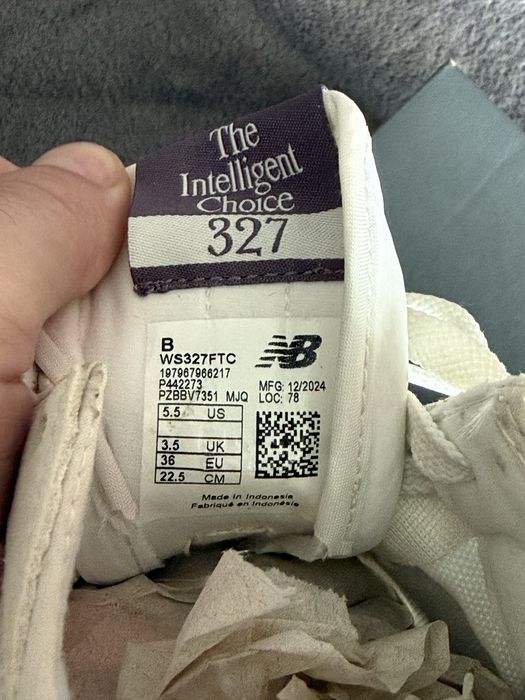 The
Intelligent
Choice
327
B
WS327FTC
197967966217
P442273
PZBBV7351 MJQ
NB
MFG: 12/2024
LOC: 78
5.5 US
3.5 UK
36 EU
22.5 CM
Made in Indonesia
Fabriqué en Indonésie